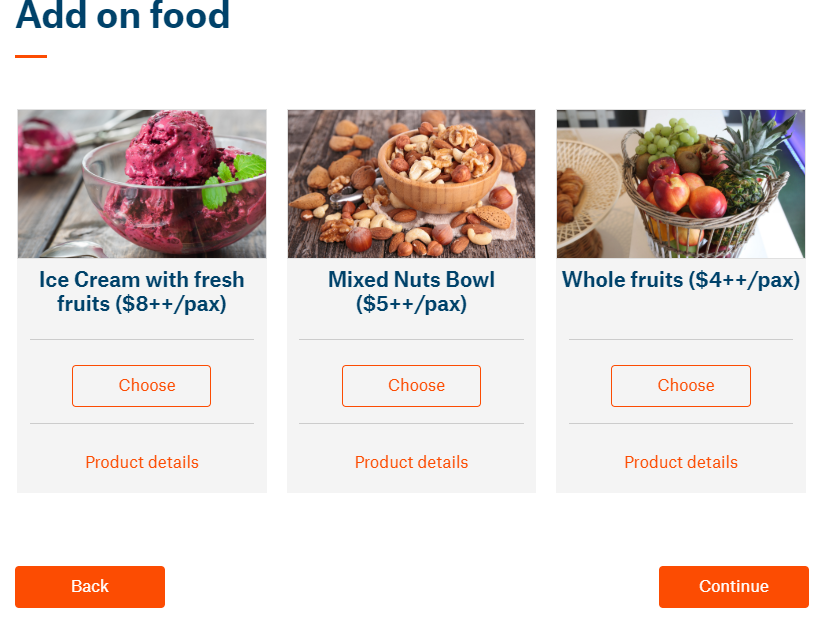 Add on food
Ice Cream with fresh
fruits ($8++/pax)
Choose
Product details
Mixed Nuts Bowl
($5++/pax)
Choose
Product details
Whole fruits ($4++/pax)
Choose
Product details
Back
Continue